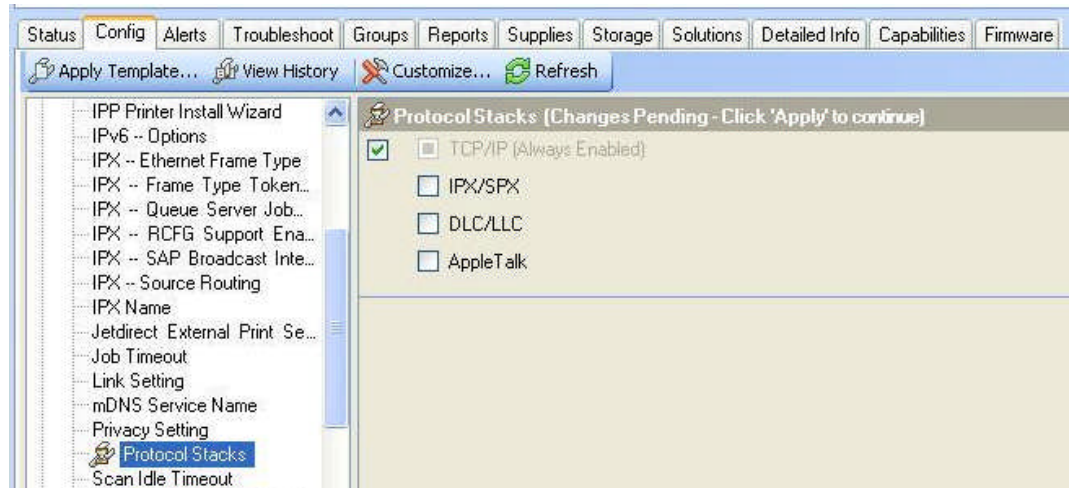 Status Config Alerts Troubleshoot Groups Reports Supplies Storage Solutions Detailed Info Capabilities Firmware
Apply Template... View History Customize... Refresh
IPP Printer Install Wizard
IPv6 -- Options
IPX -- Ethernet Frame Type
IPX -- Frame Type Token...
IPX -- Queue Server Job...
IPX -- RCFG Support Ena...
IPX -- SAP Broadcast Inte...
IPX -- Source Routing
IPX Name
Jetdirect External Print Se...
Job Timeout
Link Setting
mDNS Service Name
Privacy Setting
Protocol Stacks
Scan Idle Timeout
Protocol Stacks (Changes Pending - Click 'Apply' to continue)
TCP/IP (Always Enabled)
IPX/SPX
DLC/LLC
AppleTalk